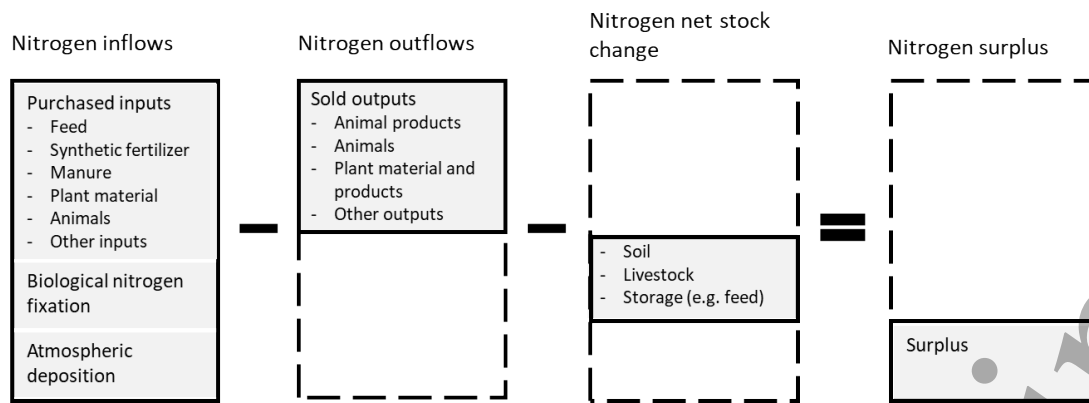 Nitrogen inflows
Nitrogen outflows
Nitrogen net stock
change
Nitrogen surplus
Purchased inputs
- Feed
- Synthetic fertilizer
- Manure
- Plant material
- Animals
- Other inputs
Biological nitrogen
fixation
Atmospheric
deposition
Sold outputs
- Animal products
- Animals
- Plant material and
products
- Other outputs
- Soil
- Livestock
- Storage (e.g. feed)
Surplus